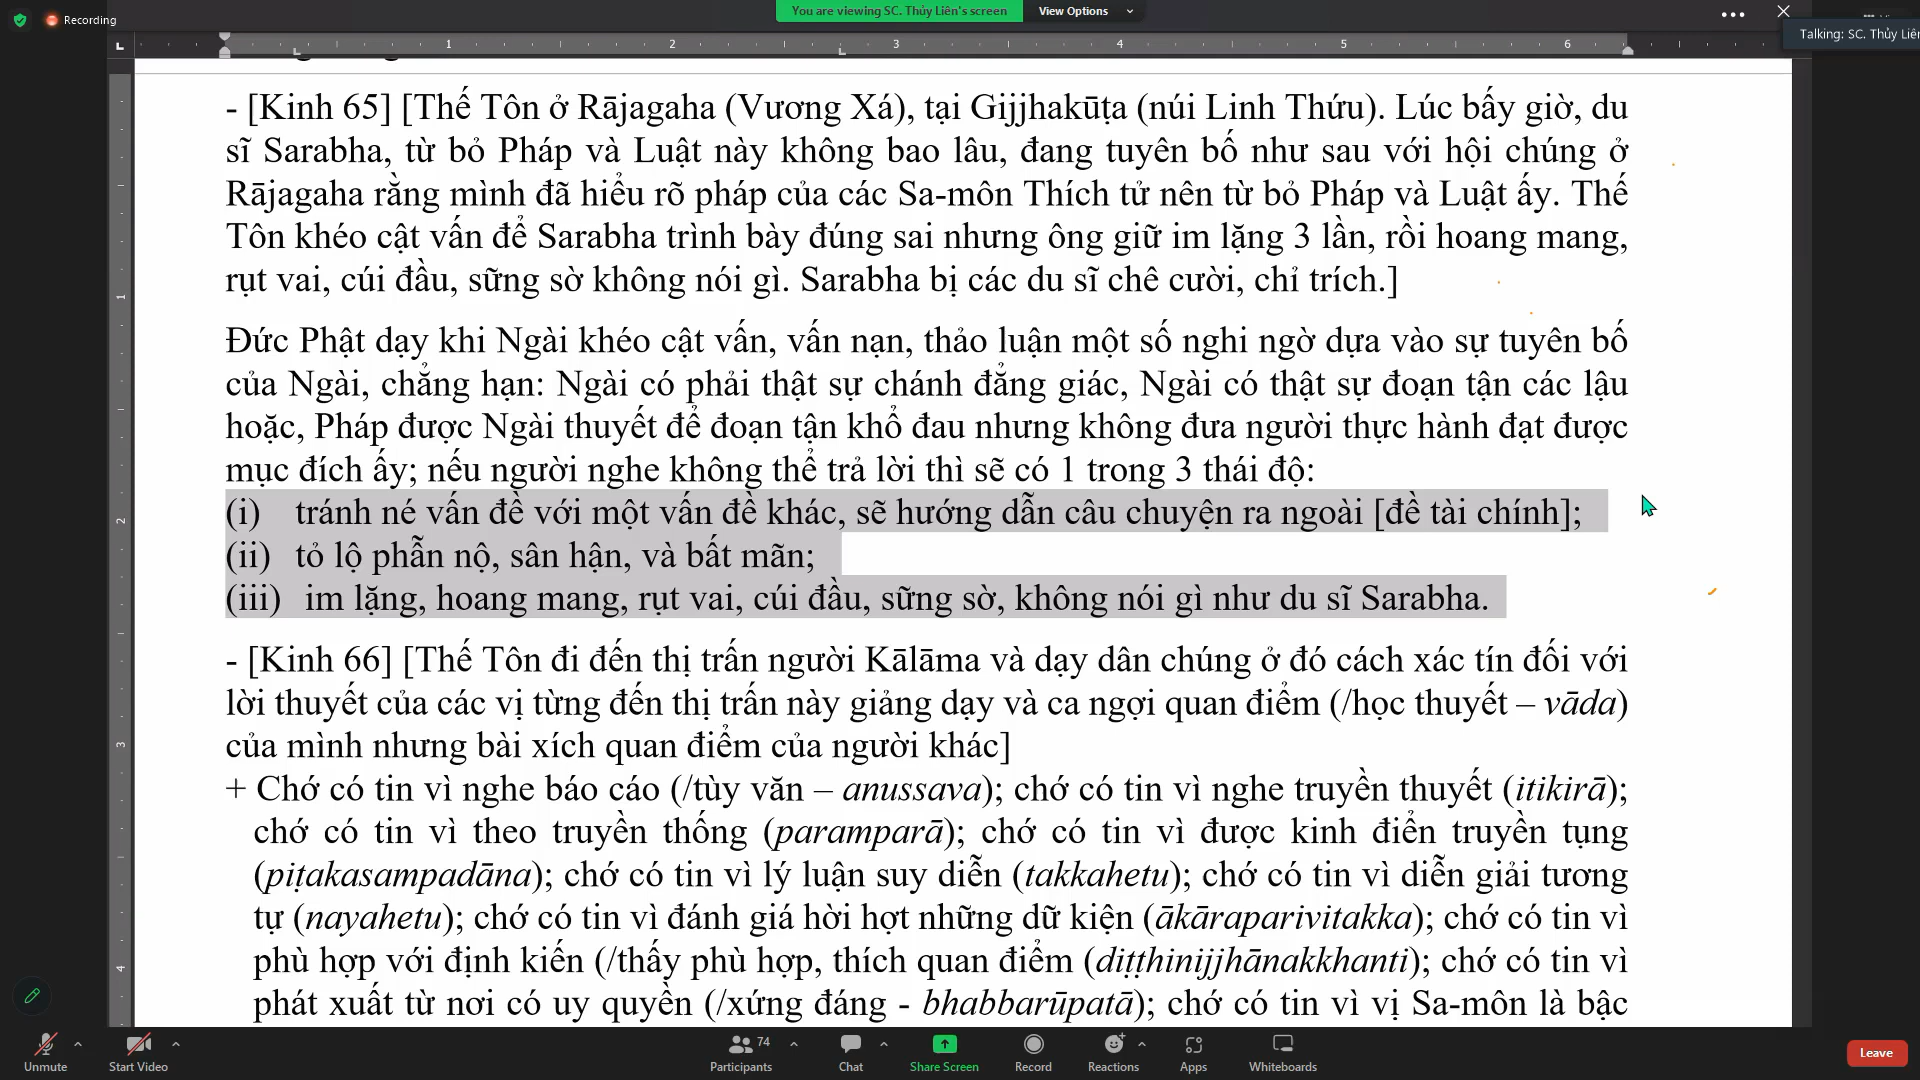 Recording
You are viewing SC. Thủy Liên's screen
View Options
Talking: SC. Thủy Liên
1 2 3 4 5 6
- [Kinh 65] [Thế Tôn ở Rājagaha (Vương Xá), tại Gijjhakūṭa (núi Linh Thứu). Lúc bấy giờ, du
sĩ Sarabha, từ bỏ Pháp và Luật này không bao lâu, đang tuyên bố như sau với hội chúng ở
Rājagaha rằng mình đã hiểu rõ pháp của các Sa-môn Thích tử nên từ bỏ Pháp và Luật ấy. Thế
Tôn khéo cật vấn để Sarabha trình bày đúng sai nhưng ông giữ im lặng 3 lần, rồi hoang mang,
rụt vai, cúi đầu, sững sờ không nói gì. Sarabha bị các du sĩ chê cười, chỉ trích.]
Đức Phật dạy khi Ngài khéo cật vấn, vấn nạn, thảo luận một số nghi ngờ dựa vào sự tuyên bố
của Ngài, chẳng hạn: Ngài có phải thật sự chánh đẳng giác, Ngài có thật sự đoạn tận các lậu
hoặc, Pháp được Ngài thuyết để đoạn tận khổ đau nhưng không đưa người thực hành đạt được
mục đích ấy; nếu người nghe không thể trả lời thì sẽ có 1 trong 3 thái độ:
(i) tránh né vấn đề với một vấn đề khác, sẽ hướng dẫn câu chuyện ra ngoài [đề tài chính];
(ii) tỏ lộ phẫn nộ, sân hận, và bất mãn;
(iii) im lặng, hoang mang, rụt vai, cúi đầu, sững sờ, không nói gì như du sĩ Sarabha.
- [Kinh 66] [Thế Tôn đi đến thị trấn người Kālāma và dạy dân chúng ở đó cách xác tín đối với
lời thuyết của các vị từng đến thị trấn này giảng dạy và ca ngợi quan điểm (/học thuyết – vāda)
của mình nhưng bài xích quan điểm của người khác]
+ Chớ có tin vì nghe báo cáo (/tùy văn – anussava); chớ có tin vì nghe truyền thuyết (itikirā);
chớ có tin vì theo truyền thống (paramparā); chớ có tin vì được kinh điển truyền tụng
(piṭakasampadāna); chớ có tin vì lý luận suy diễn (takkahetu); chớ có tin vì diễn giải tương
tự (nayahetu); chớ có tin vì đánh giá hời hợt những dữ kiện (ākāraparivitakka); chớ có tin vì
phù hợp với định kiến (/thấy phù hợp, thích quan điểm (diṭṭhinijjhānakkhanti); chớ có tin vì
phát xuất từ nơi có uy quyền (/xứng đáng - bhabbarūpatā); chớ có tin vì vị Sa-môn là bậc
1
2
3
4
Unmute
Start Video
74
Participants
Chat
Share Screen
Record
Reactions
Apps
Whiteboards
Leave